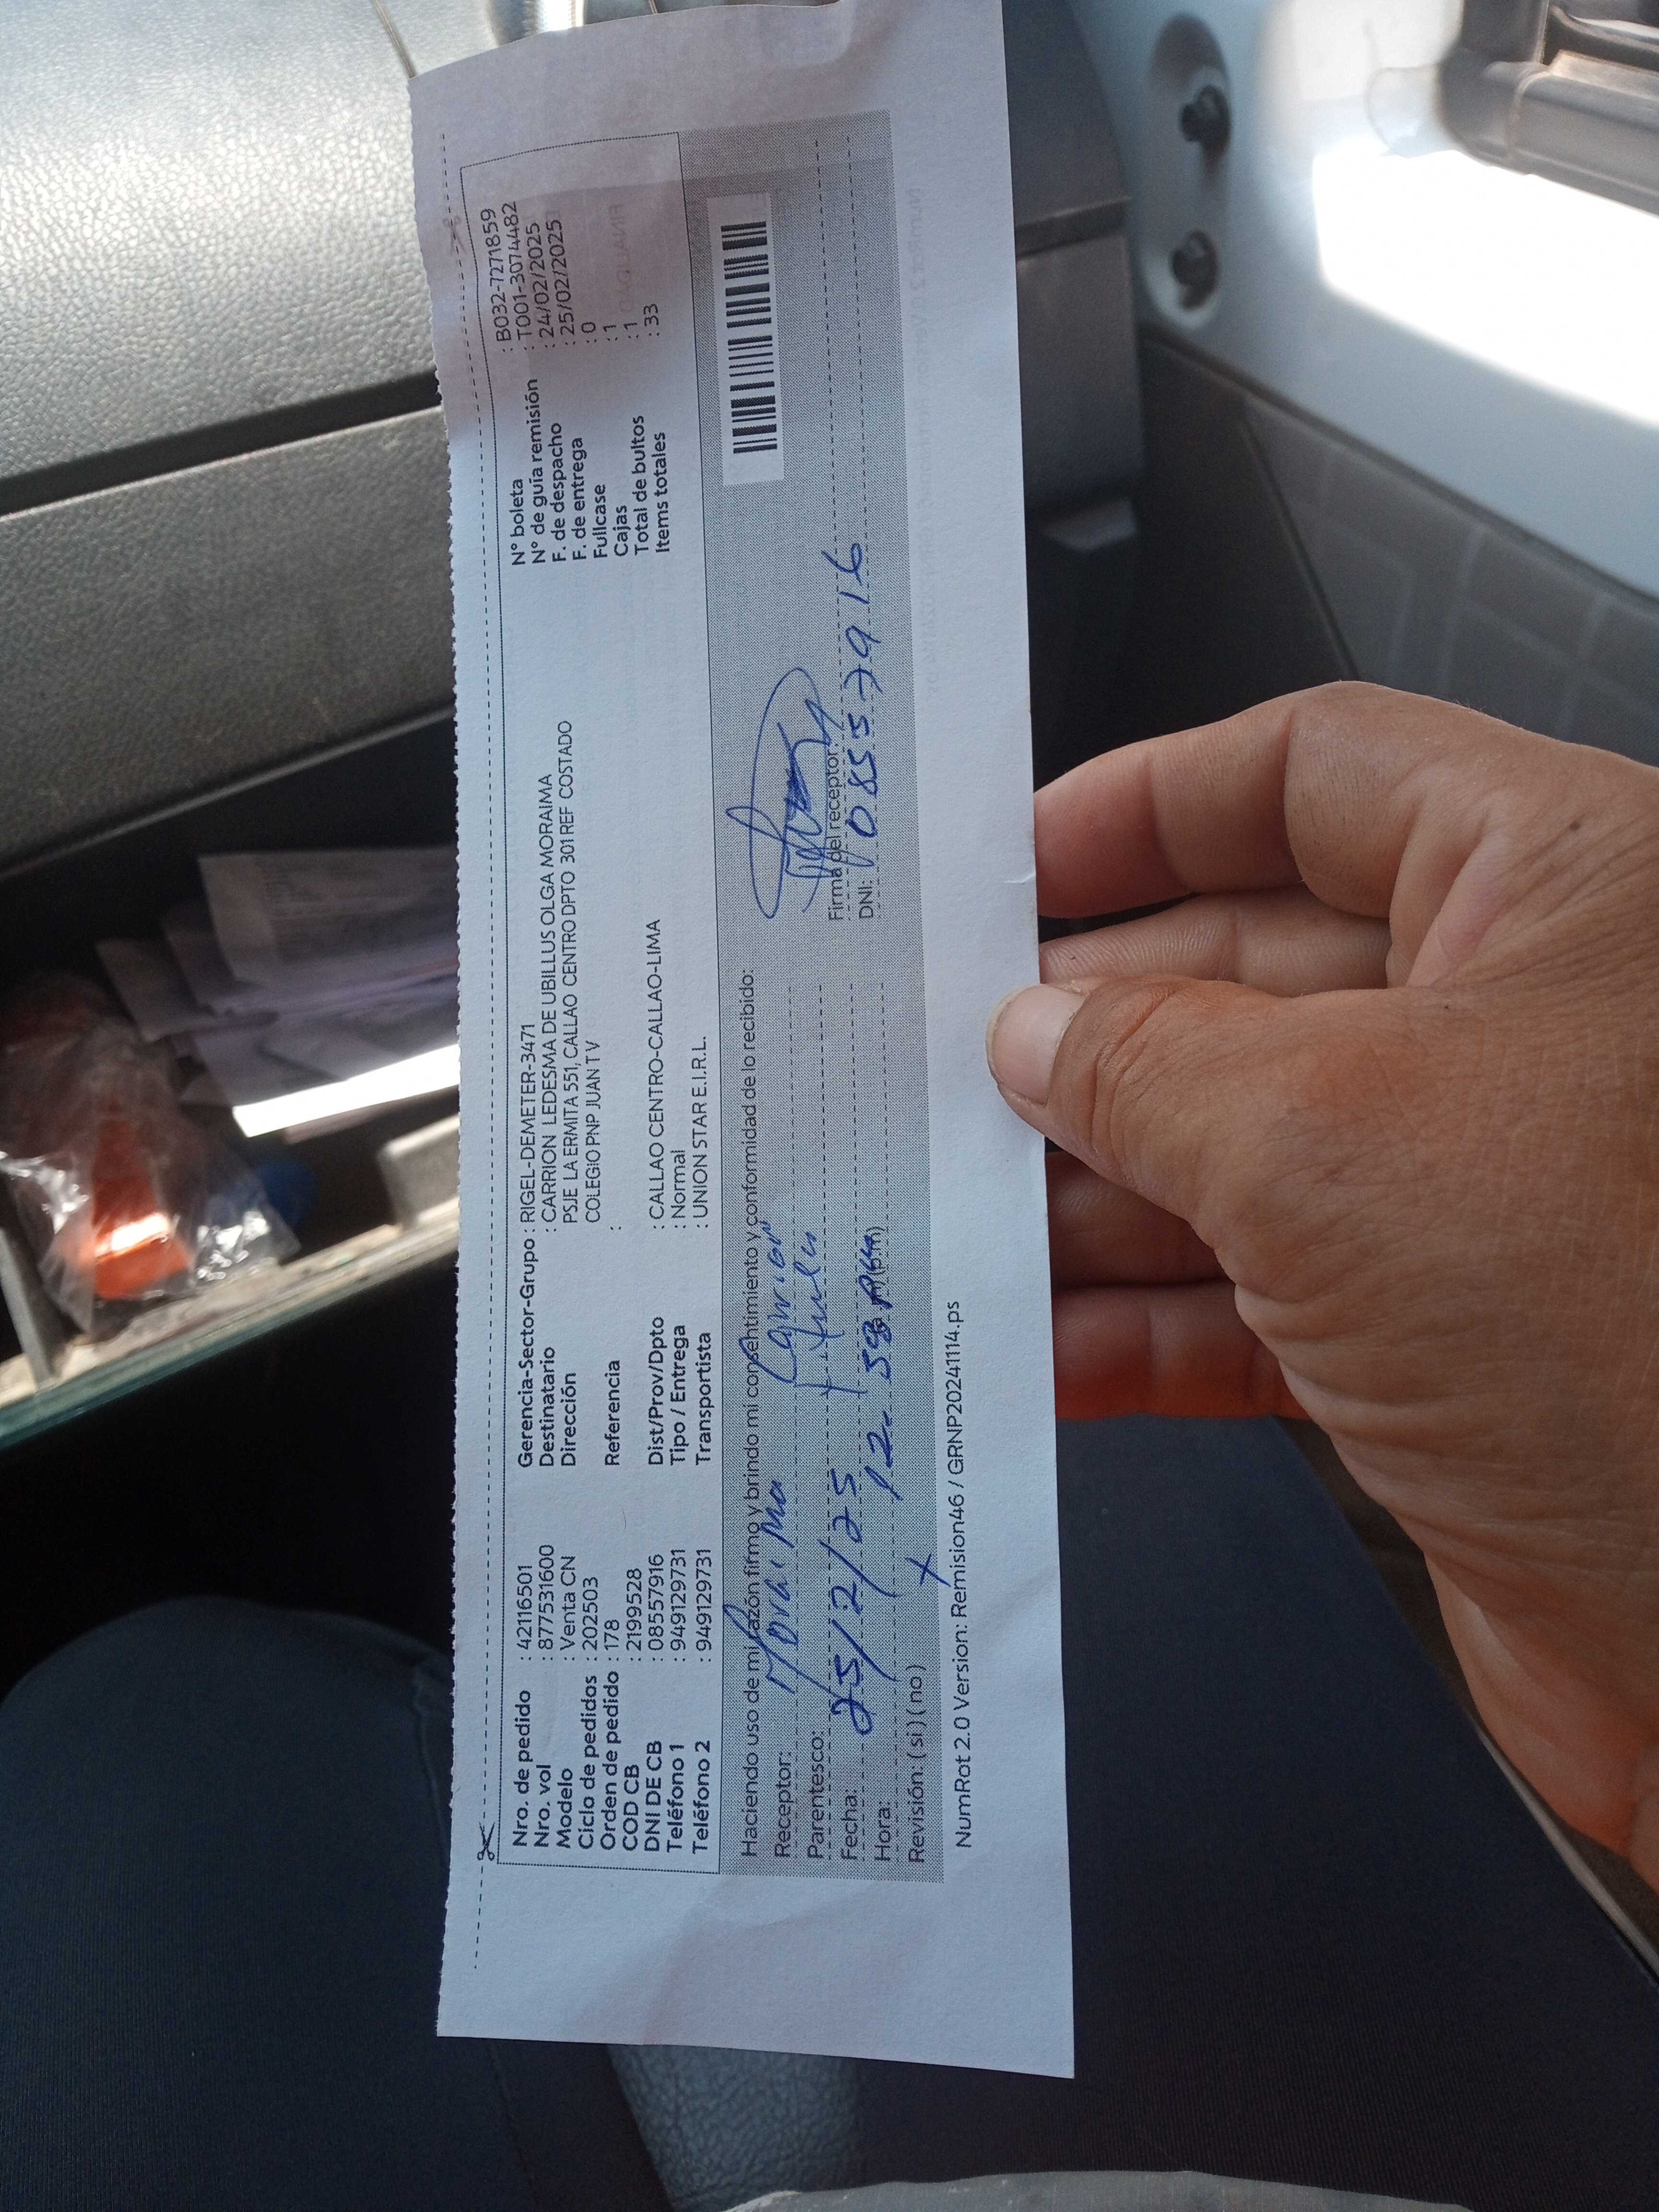 Nro. de pedido : 42116501
Nro. vol : 877531600
Modelo : Venta CN
Ciclo de pedidos : 202503
Orden de pedido : 178
COD CB : 2199528
DNI DE CB : 08557916
Teléfono 1 : 949129731
Teléfono 2 : 949129731
Gerencia-Sector-Grupo : RIGEL-DEMETER-3471
Destinatario : CARRION LEDESMA DE UBILLUS OLGA MORAIMA
Dirección PSJE LA ERMITA 551, CALLAO CENTRO DPTO 301 REF COSTADO
COLEGIO PNP JUAN TV
Referencia :
Dist/Prov/Dpto : CALLAO CENTRO-CALLAO-LIMA
Tipo / Entrega : Normal
Transportista : UNION STAR E.I.R.L.
N° boleta : B032-7271859
N° de guía remisión : T001-3074482
F. de despacho : 24/02/2025
F. de entrega : 25/02/2025
Fullcase : 0
Cajas : 1
Total de bultos : 1
Items totales : 33
Haciendo uso de mi razón firmo y brindo mi consentimiento y conformidad de lo recibido:
Receptor: Moraima Carrion
Parentesco:
Fecha: 25/2/25
Hora: 12
Revisión: ( si ) ( no ) X
Firma del receptor:
DNI: 08557916
NumRot 2.0 Version: Remision46 / GRNP20241114.ps